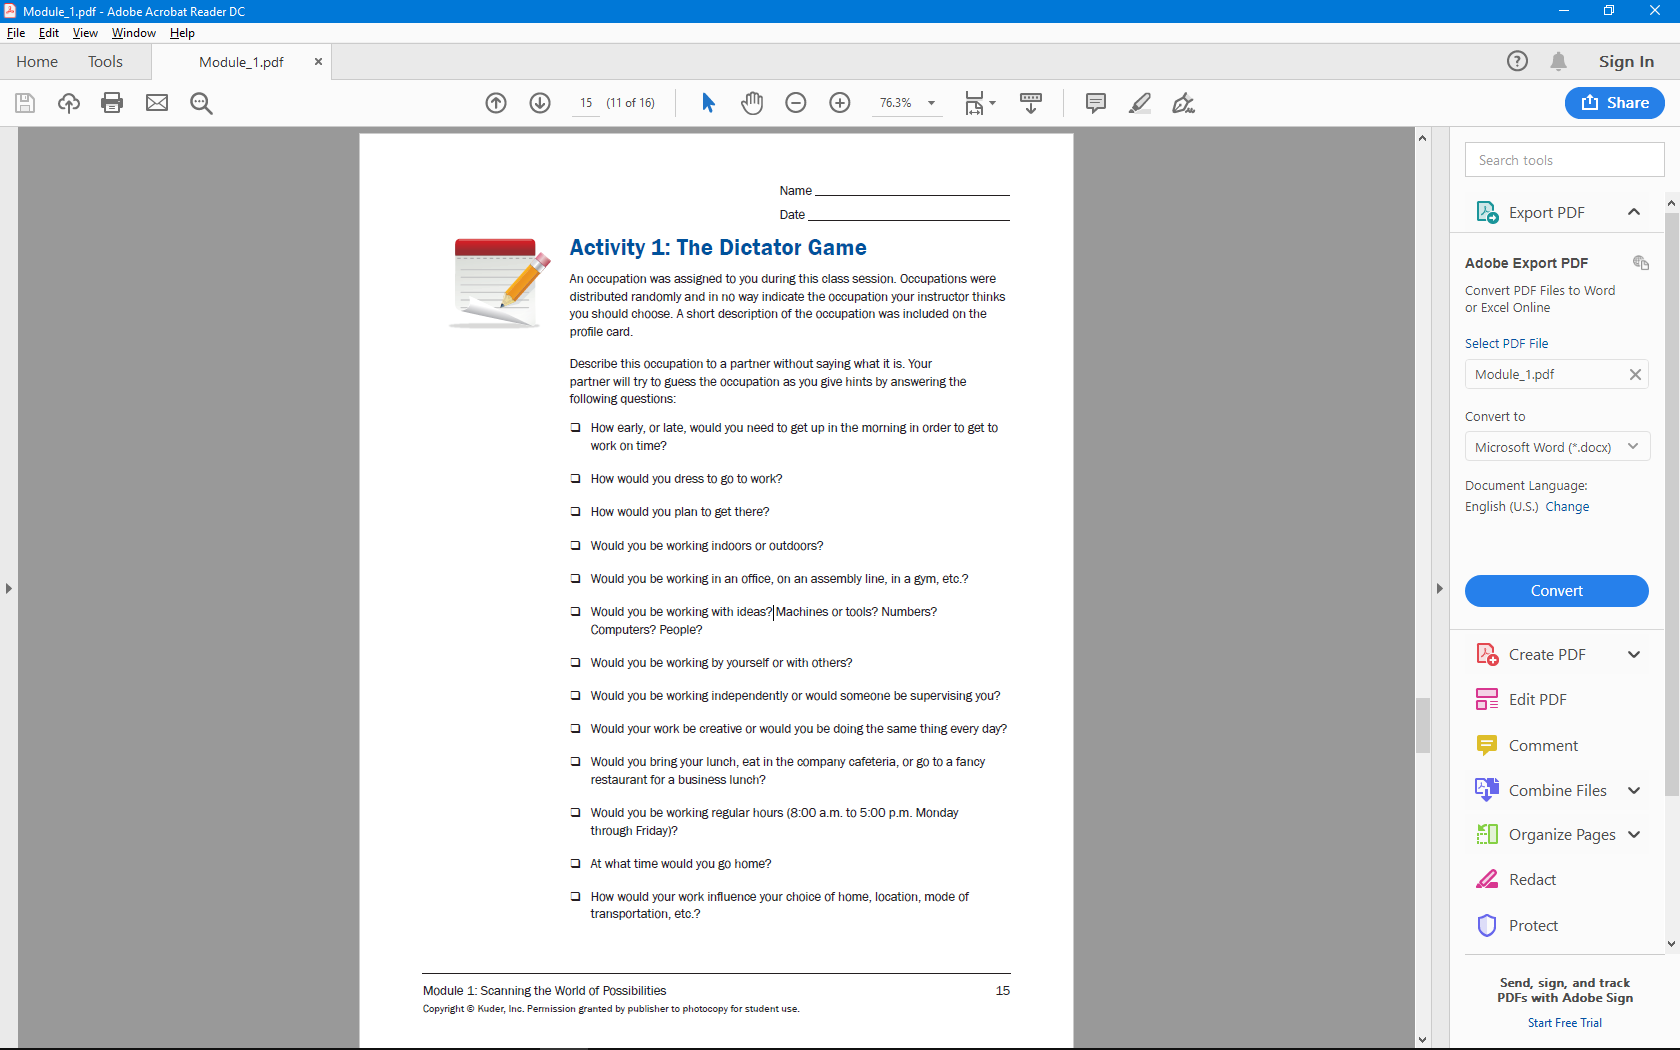 Module_1.pdf - Adobe Acrobat Reader DC
File Edit View Window Help
Home Tools Module_1.pdf Sign In
15 (11 of 16) 76.3% Share
Name
Date
Activity 1: The Dictator Game
An occupation was assigned to you during this class session. Occupations were
distributed randomly and in no way indicate the occupation your instructor thinks
you should choose. A short description of the occupation was included on the
profile card.
Describe this occupation to a partner without saying what it is. Your
partner will try to guess the occupation as you give hints by answering the
following questions:
How early, or late, would you need to get up in the morning in order to get to
work on time?
How would you dress to go to work?
How would you plan to get there?
Would you be working indoors or outdoors?
Would you be working in an office, on an assembly line, in a gym, etc.?
Would you be working with ideas? Machines or tools? Numbers?
Computers? People?
Would you be working by yourself or with others?
Would you be working independently or would someone be supervising you?
Would your work be creative or would you be doing the same thing every day?
Would you bring your lunch, eat in the company cafeteria, or go to a fancy
restaurant for a business lunch?
Would you be working regular hours (8:00 a.m. to 5:00 p.m. Monday
through Friday)?
At what time would you go home?
How would your work influence your choice of home, location, mode of
transportation, etc.?
Module 1: Scanning the World of Possibilities 15
Copyright © Kuder, Inc. Permission granted by publisher to photocopy for student use.
Search tools
Export PDF
Adobe Export PDF
Convert PDF Files to Word
or Excel Online
Select PDF File
Module_1.pdf
Convert to
Microsoft Word (*.docx)
Document Language:
English (U.S.) Change
Convert
Create PDF
Edit PDF
Comment
Combine Files
Organize Pages
Redact
Protect
Send, sign, and track
PDFs with Adobe Sign
Start Free Trial